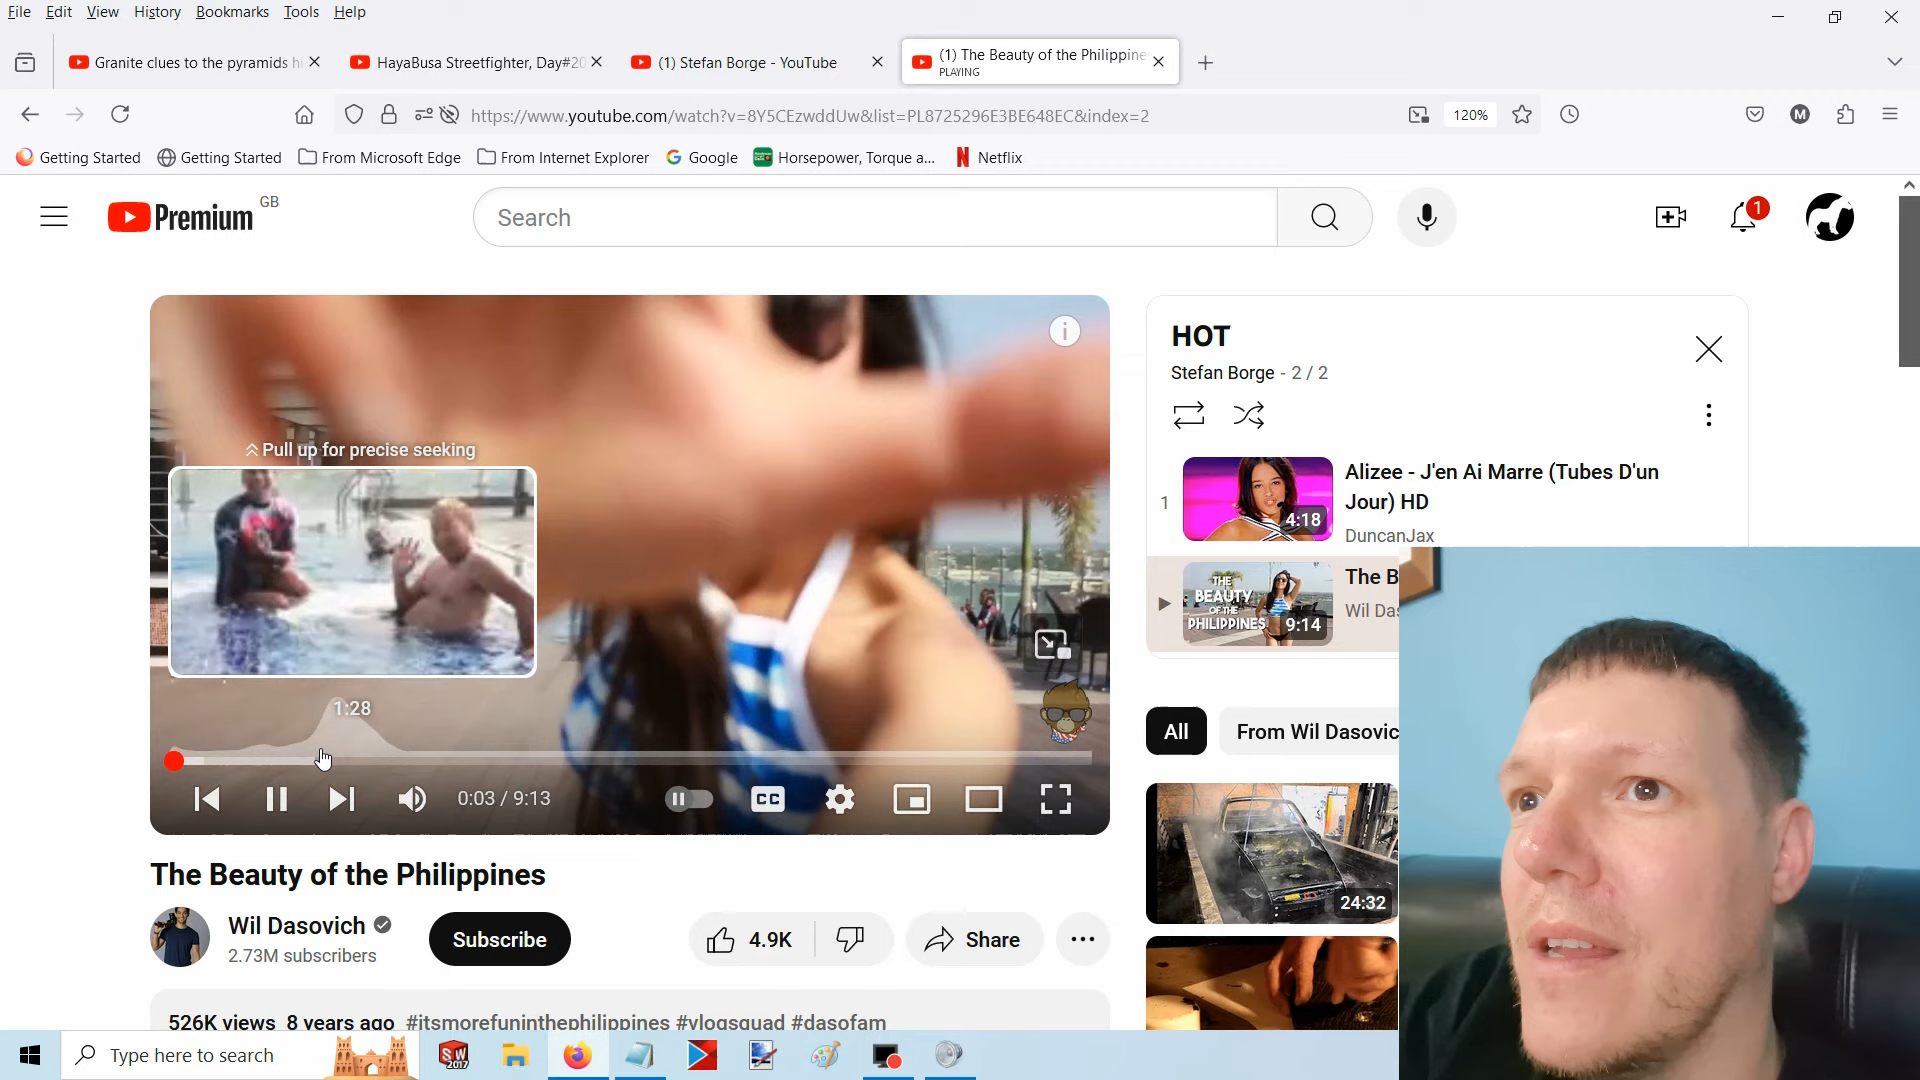 File Edit View History Bookmarks Tools Help
Granite clues to the pyramids hi
HayaBusa Streetfighter, Day#20
(1) Stefan Borge - YouTube
(1) The Beauty of the Philippine
PLAYING
https://www.youtube.com/watch?v=8Y5CEzwddUw&list=PL8725296E3BE648EC&index=2
120%
M
Getting Started
Getting Started
From Microsoft Edge
From Internet Explorer
Google
Horsepower, Torque a...
Netflix
Premium GB
Search
1
Pull up for precise seeking
1:28
0:03 / 9:13
CC
HOT
Stefan Borge - 2 / 2
1
Alizee - J'en Ai Marre (Tubes D'un
Jour) HD
4:18
DuncanJax
THE
BEAUTY
OF THE
PHILIPPINES
9:14
The B
Wil Das
All
From Wil Dasovic
24:32
The Beauty of the Philippines
Wil Dasovich
2.73M subscribers
Subscribe
4.9K
Share
526K views 8 years ago #itsmorefuninthephilippines #vlogsquad #dasofam
Type here to search
SW
2017